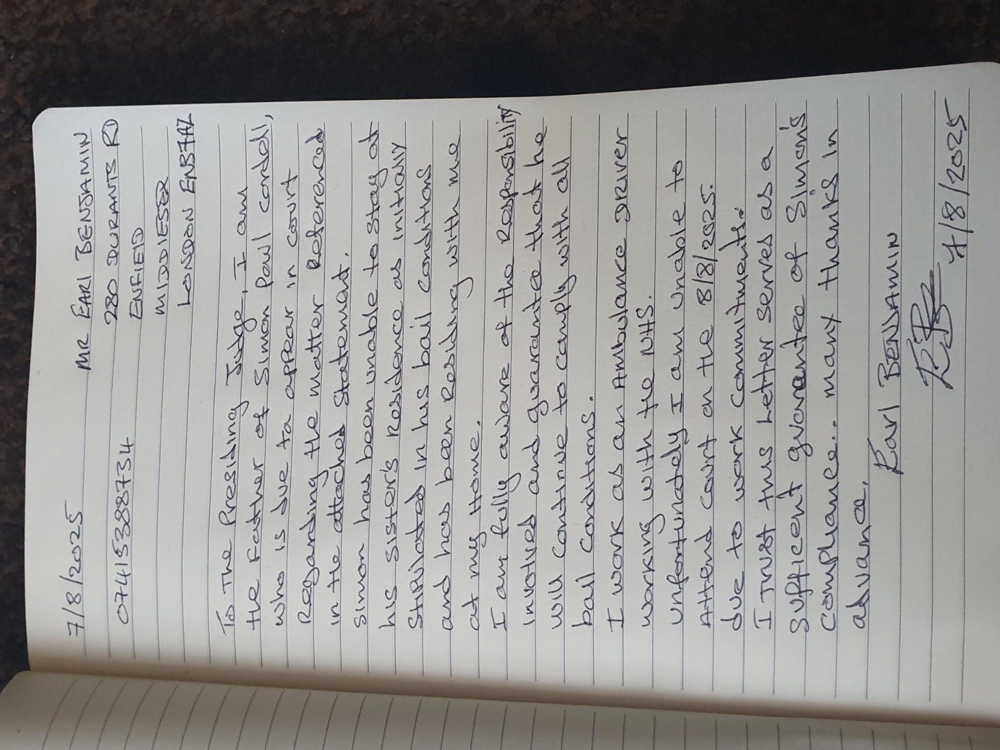 7/8/2025 MR EARl BENJAMIN
07415388734 280 DURANTS RD
ENFIElD
MIDDlESEX
LONDON EN37AZ
To The Presiding Judge, I am
the Father of Simon Paul cordell,
who is due to appear in court
Regarding the matter Referenced
in the attached statement.
Simon has been unable to stay at
his sister's Residence as initially
Stipulated in his bail conditions
and has been Residing with me
at my Home.
I am fully aware of the Responsibility
involved and guarantee that he
will continue to comply with all
bail conditions.
I work as an Ambulance DRIVER
working with the NHS.
unfortunately I am unable to
Attend court on the 8/8/2025.
due to work commitments.
I TRUST this Letter serves as a
sufficient guarantee of Simon's
compliance.. many thanks in
advance.
Earl BENJAMIN
7/8/2025